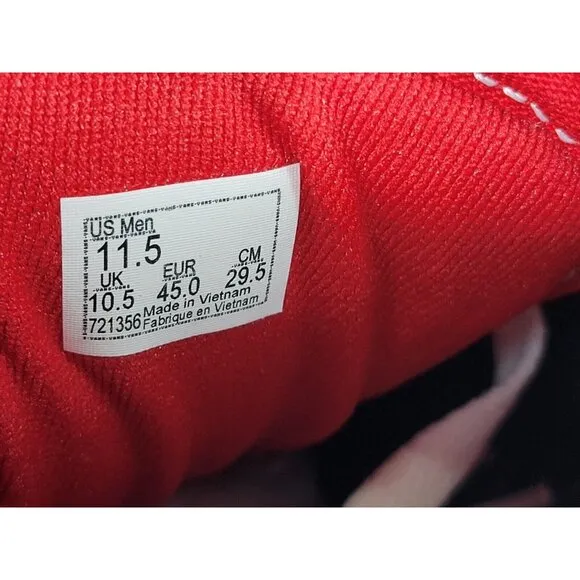 US Men
11.5
UK EUR CM
10.5 45.0 29.5
Made in Vietnam
721356 Fabrique en Vietnam